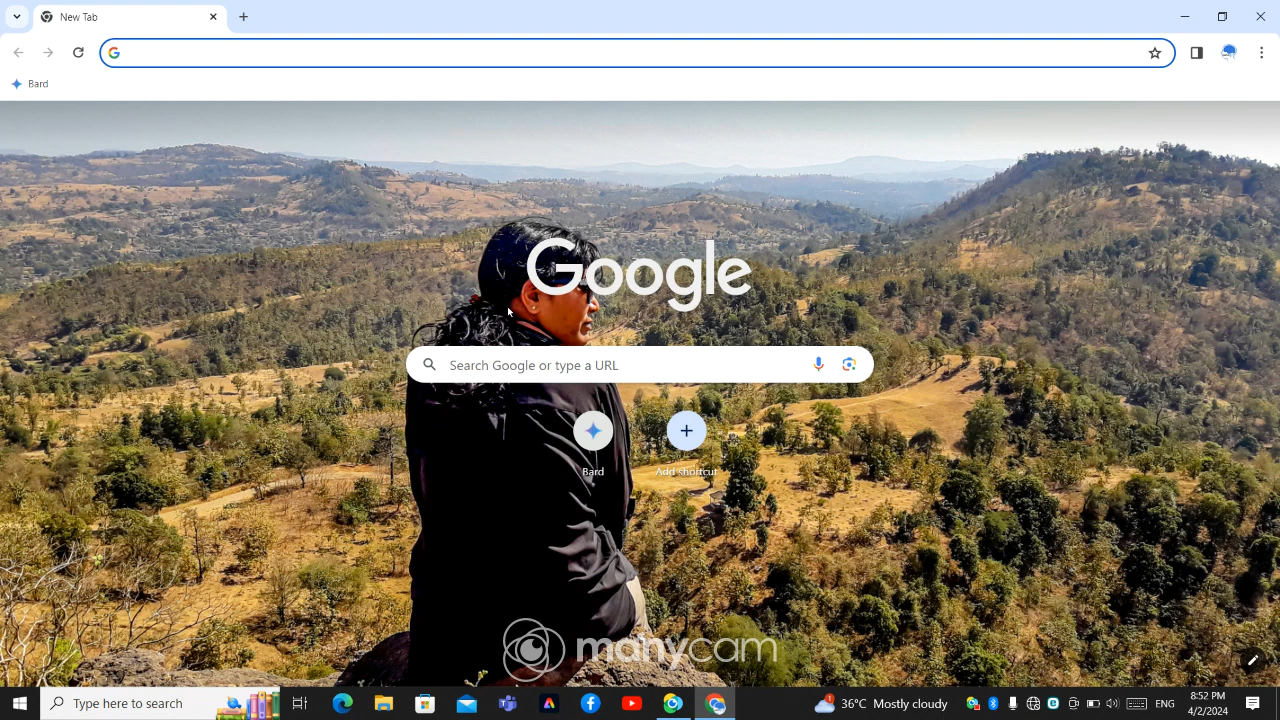 New Tab
Bard
Google
Search Google or type a URL
Bard
Add shortcut
manycam
Type here to search
1
36°C Mostly cloudy
ENG
8:52 PM
4/2/2024